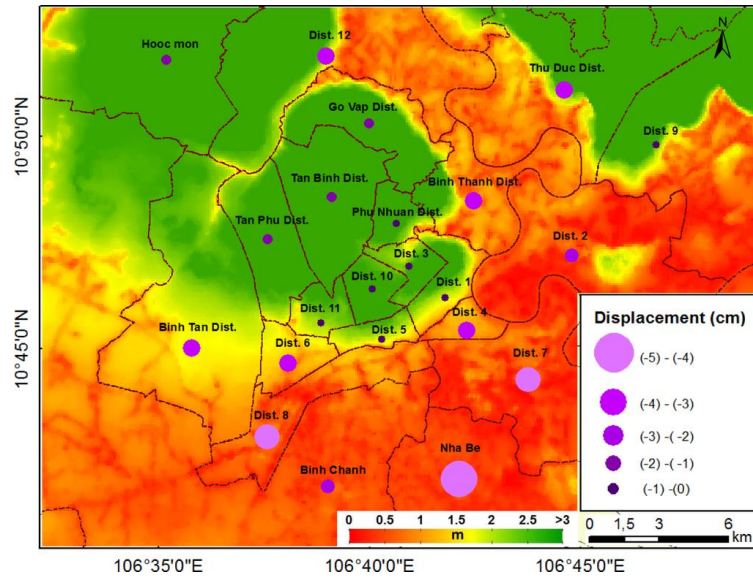 N
Hooc mon
Dist. 12
Thu Duc Dist.
Go Vap Dist.
10°50'0"N
Dist. 9
Tan Binh Dist.
Binh Thanh Dist.
Phu Nhuan Dist.
Tan Phu Dist.
Dist. 2
Dist. 3
Dist. 10
Dist. 1
Dist. 11
Dist. 4
Binh Tan Dist.
Dist. 5
Dist. 6
10°45'0"N
Dist. 7
Dist. 8
Nha Be
Binh Chanh
Displacement (cm)
(-5) - (-4)
(-4) - (-3)
(-3) - (-2)
(-2) - (-1)
(-1) -(0)
0 0.5 1 1.5 2 2.5 >3
m
0 1,5 3 6
km
106°35'0"E 106°40'0"E 106°45'0"E